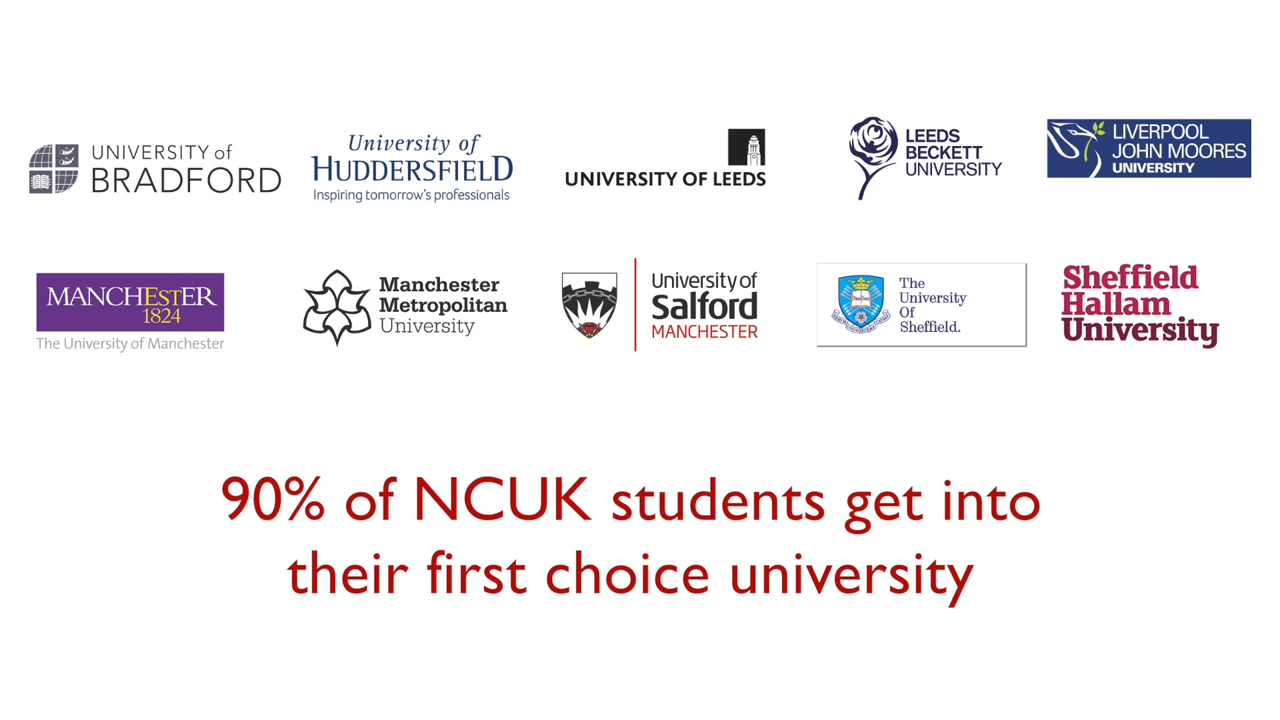 UNIVERSITY of
BRADFORD
University of
HUDDERSFIELD
Inspiring tomorrow's professionals
UNIVERSITY OF LEEDS
LEEDS
BECKETT
UNIVERSITY
LIVERPOOL
JOHN MOORES
UNIVERSITY
MANCHEstER
1824
The University of Manchester
Manchester
Metropolitan
University
University of
Salford
MANCHESTER
The
University
Of
Sheffield.
Sheffield
Hallam
University
90% of NCUK students get into
their first choice university